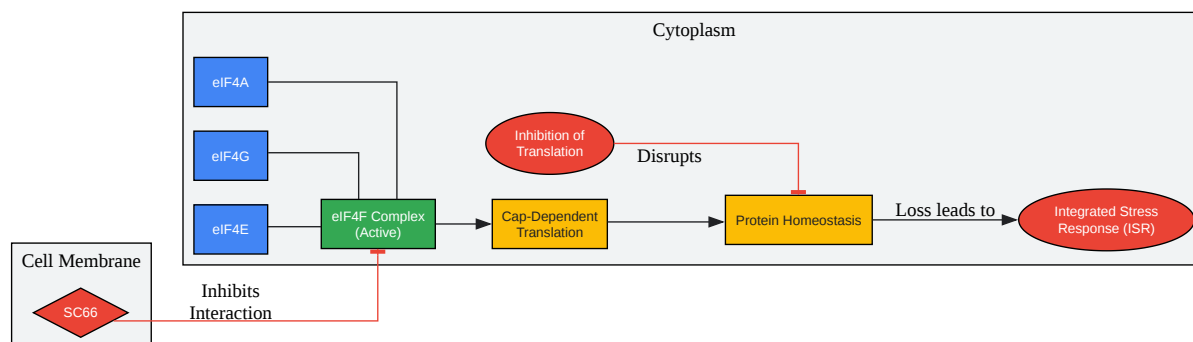 Cytoplasm
eIF4A
eIF4G
eIF4E
Inhibition of
Translation
Disrupts
eIF4F Complex
(Active)
Cap-Dependent
Translation
Protein Homeostasis
Loss leads to
Integrated Stress
Response (ISR)
Cell Membrane
SC66
Inhibits
Interaction